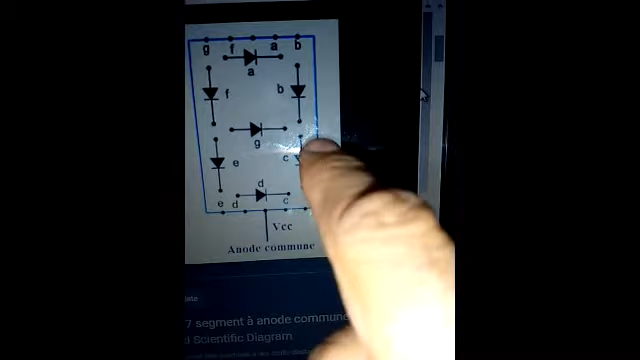 g f a b
a
f b
g
e c
d
e d c
Vcc
Anode commune
7 segment à anode commune
Scientific Diagram